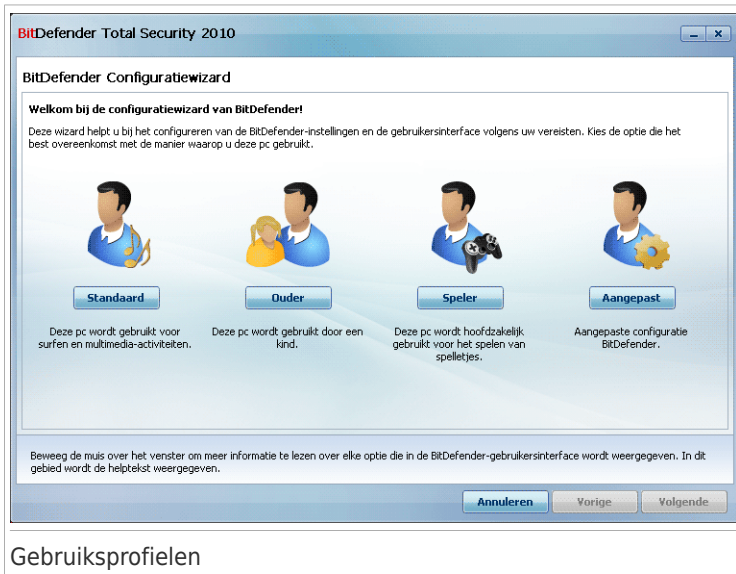 BitDefender Total Security 2010
BitDefender Configuratiewizard
Welkom bij de configuratiewizard van BitDefender!
Deze wizard helpt u bij het configureren van de BitDefender-instellingen en de gebruikersinterface volgens uw vereisten. Kies de optie die het
best overeenkomst met de manier waarop u deze pc gebruikt.
Standaard
Deze pc wordt gebruikt voor
surfen en multimedia-activiteiten.
Ouder
Deze pc wordt gebruikt door een
kind.
Speler
Deze pc wordt hoofdzakelijk
gebruikt voor het spelen van
spelletjes.
Aangepast
Aangepaste configuratie
BitDefender.
Beweeg de muis over het venster om meer informatie te lezen over elke optie die in de BitDefender-gebruikersinterface wordt weergegeven. In dit
gebied wordt de helptekst weergegeven.
Annuleren
Vorige
Volgende
Gebruiksprofielen